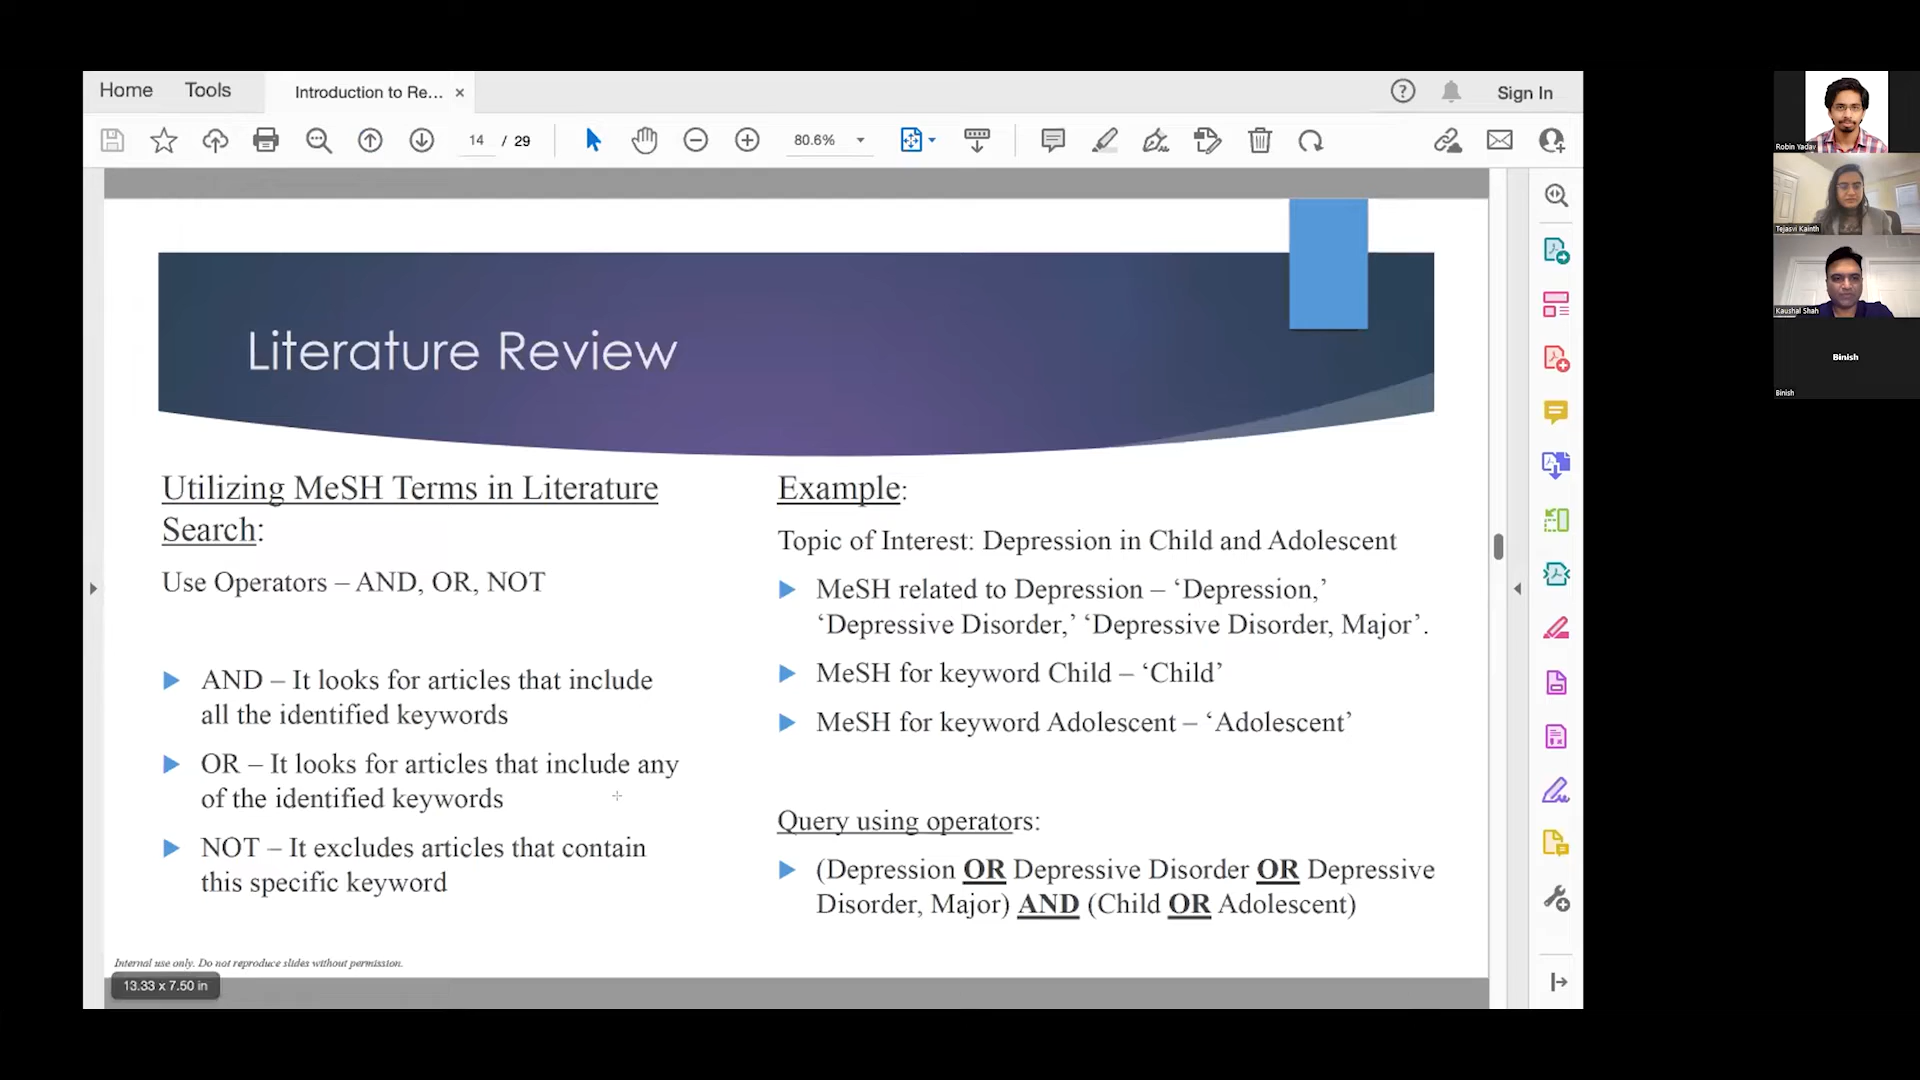 Home Tools Introduction to Re... × Sign In
14 / 29 80.6%
Literature Review
Utilizing MeSH Terms in Literature
Search:
Use Operators – AND, OR, NOT
AND – It looks for articles that include
all the identified keywords
OR – It looks for articles that include any
of the identified keywords
NOT – It excludes articles that contain
this specific keyword
Example:
Topic of Interest: Depression in Child and Adolescent
MeSH related to Depression – ‘Depression,’
‘Depressive Disorder,’ ‘Depressive Disorder, Major’.
MeSH for keyword Child – ‘Child’
MeSH for keyword Adolescent – ‘Adolescent’
Query using operators:
(Depression OR Depressive Disorder OR Depressive
Disorder, Major) AND (Child OR Adolescent)
Internal use only. Do not reproduce slides without permission.
13.33 x 7.50 in
Robin Yadav
Tejasvi Kainth
Kaushal Shah
Binish
Binish